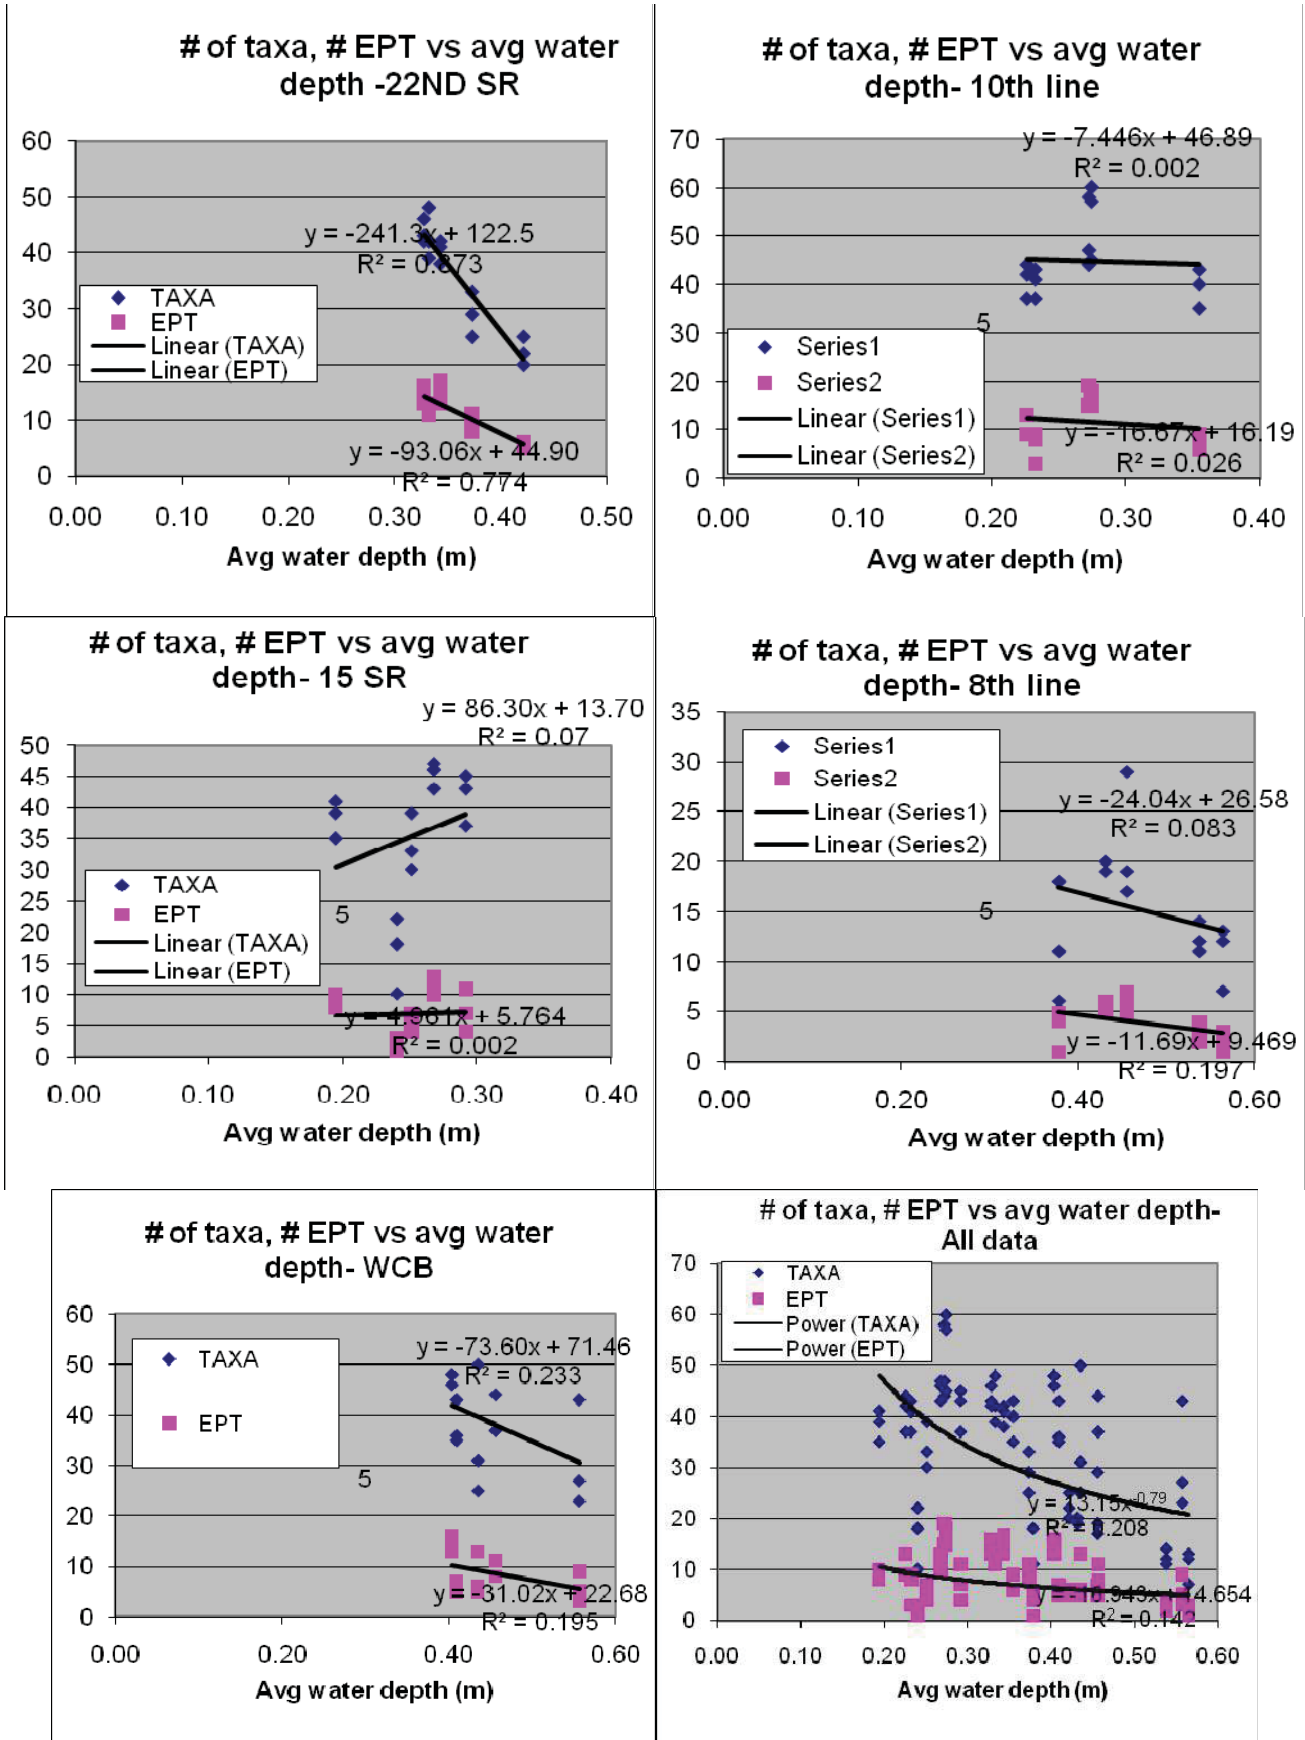 # of taxa, # EPT vs avg water
depth -22ND SR
60
50
40
30
20
10
0
y = -241.3x + 122.5
R² = 0.873
TAXA
EPT
Linear (TAXA)
Linear (EPT)
y = -93.06x + 44.90
R² = 0.774
0.00 0.10 0.20 0.30 0.40 0.50
Avg water depth (m)
# of taxa, # EPT vs avg water
depth- 10th line
70
60
50
40
30
20
10
0
y = -7.446x + 46.89
R² = 0.002
5
Series1
Series2
Linear (Series1)
Linear (Series2)
y = -16.67x + 16.19
R² = 0.026
0.00 0.10 0.20 0.30 0.40
Avg water depth (m)
# of taxa, # EPT vs avg water
depth- 15 SR
y = 86.30x + 13.70
R² = 0.07
50
45
40
35
30
25
20
15
10
5
0
TAXA
EPT
Linear (TAXA)
Linear (EPT)
5
y = 4.981x + 5.764
R² = 0.002
0.00 0.10 0.20 0.30 0.40
Avg water depth (m)
# of taxa, # EPT vs avg water
depth- 8th line
35
30
25
20
15
10
5
0
Series1
Series2
Linear (Series1)
Linear (Series2)
y = -24.04x + 26.58
R² = 0.083
5
y = -11.69x + 9.469
R² = 0.197
0.00 0.20 0.40 0.60
Avg water depth (m)
# of taxa, # EPT vs avg water
depth- WCB
60
50
40
30
20
10
0
TAXA
EPT
y = -73.60x + 71.46
R² = 0.233
5
y = -31.02x + 22.68
R² = 0.195
0.00 0.20 0.40 0.60
Avg water depth (m)
# of taxa, # EPT vs avg water depth-
All data
70
60
50
40
30
20
10
0
TAXA
EPT
Power (TAXA)
Power (EPT)
y = 13.15x-0.79
R² = 0.208
R² = 0.142
0.00 0.10 0.20 0.30 0.40 0.50 0.60
Avg water depth (m)